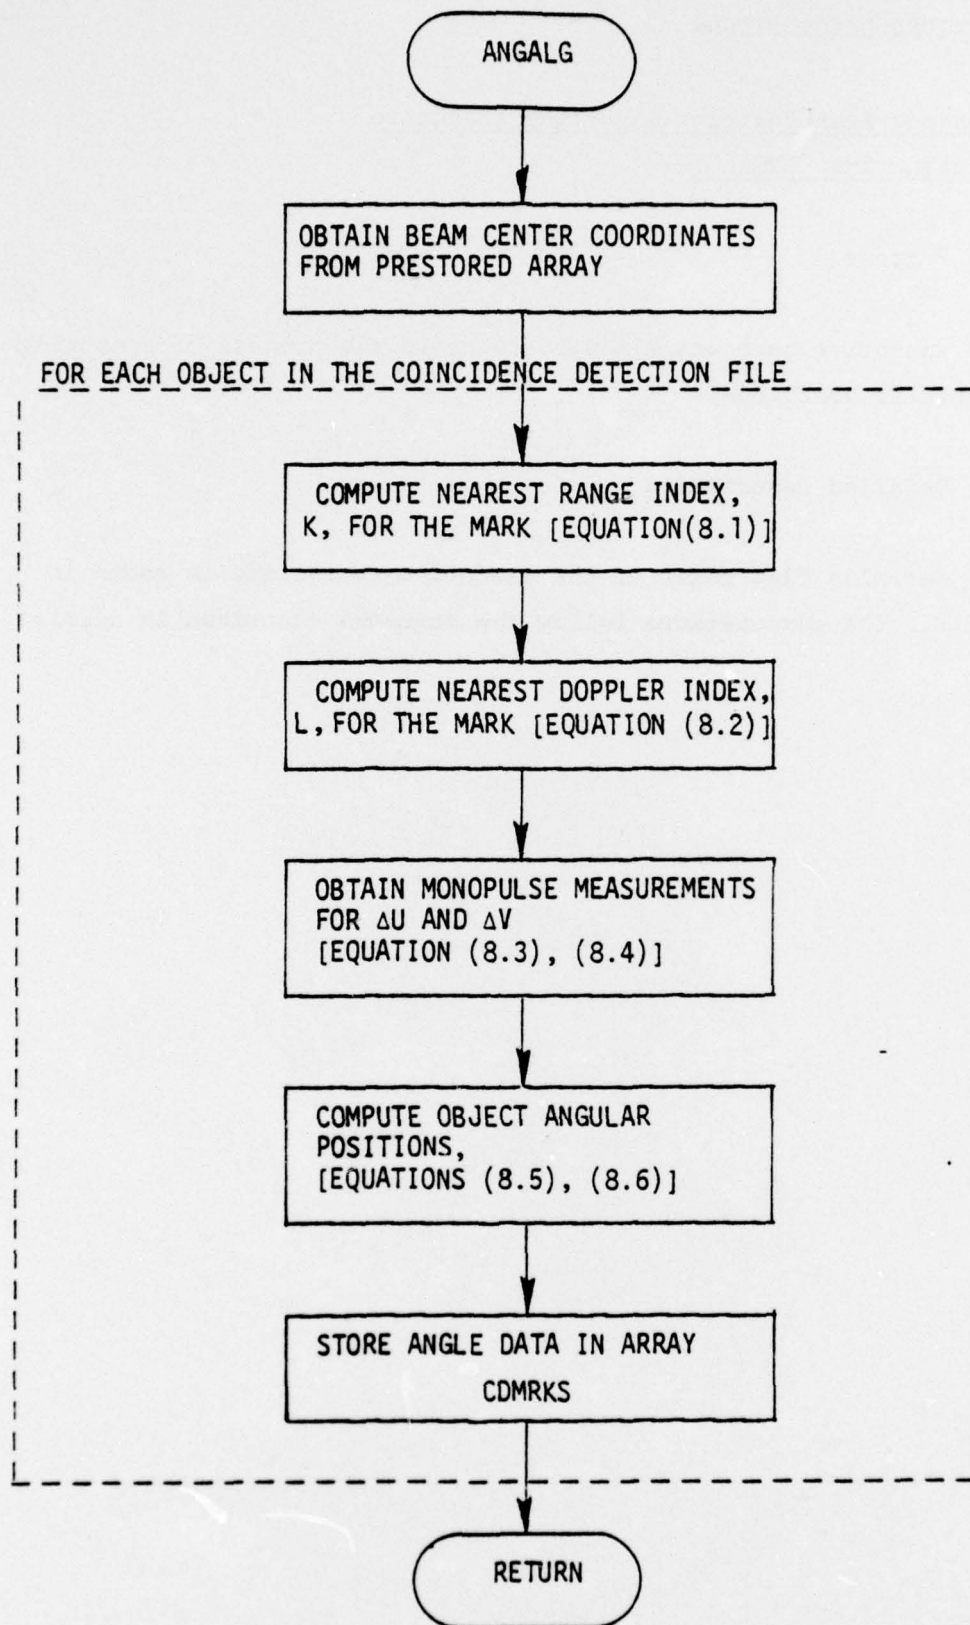 ANGALG
OBTAIN BEAM CENTER COORDINATES
FROM PRESTORED ARRAY
FOR EACH OBJECT IN THE COINCIDENCE DETECTION FILE
COMPUTE NEAREST RANGE INDEX,
K, FOR THE MARK [EQUATION(8.1)]
COMPUTE NEAREST DOPPLER INDEX,
L, FOR THE MARK [EQUATION (8.2)]
OBTAIN MONOPULSE MEASUREMENTS
FOR ΔU AND ΔV
[EQUATION (8.3), (8.4)]
COMPUTE OBJECT ANGULAR
POSITIONS,
[EQUATIONS (8.5), (8.6)]
STORE ANGLE DATA IN ARRAY
CDMRKS
RETURN